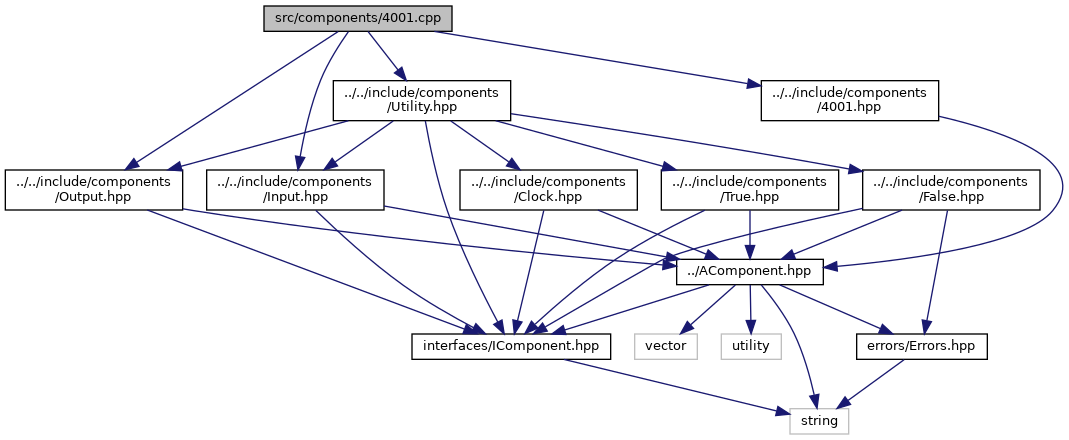 src/components/4001.cpp
../../include/components
/Utility.hpp
../../include/components
/4001.hpp
../../include/components
/Output.hpp
../../include/components
/Input.hpp
../../include/components
/Clock.hpp
../../include/components
/True.hpp
../../include/components
/False.hpp
../AComponent.hpp
interfaces/IComponent.hpp
vector
utility
errors/Errors.hpp
string